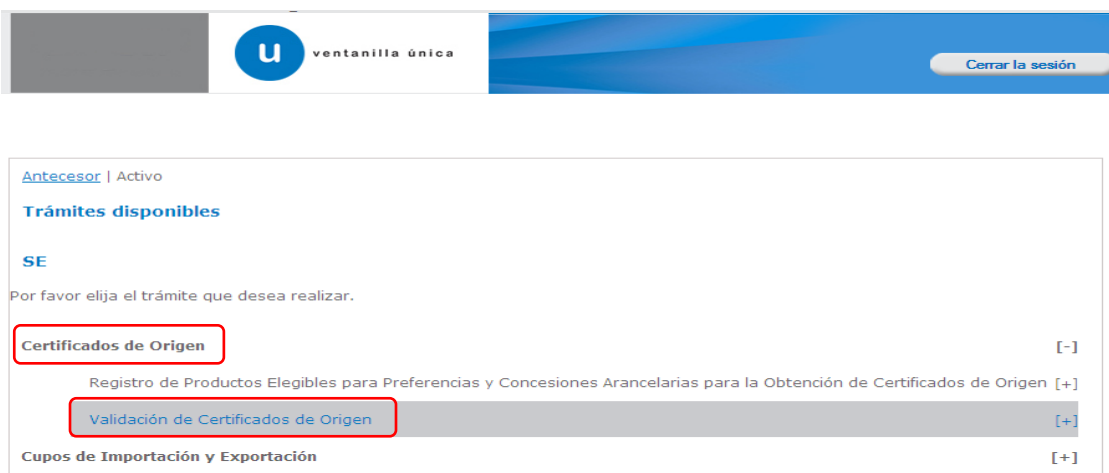 u ventanilla única
Cerrar la sesión
Antecesor | Activo
Trámites disponibles
SE
Por favor elija el trámite que desea realizar.
Certificados de Origen [-]
Registro de Productos Elegibles para Preferencias y Concesiones Arancelarias para la Obtención de Certificados de Origen [+]
Validación de Certificados de Origen [+]
Cupos de Importación y Exportación [+]